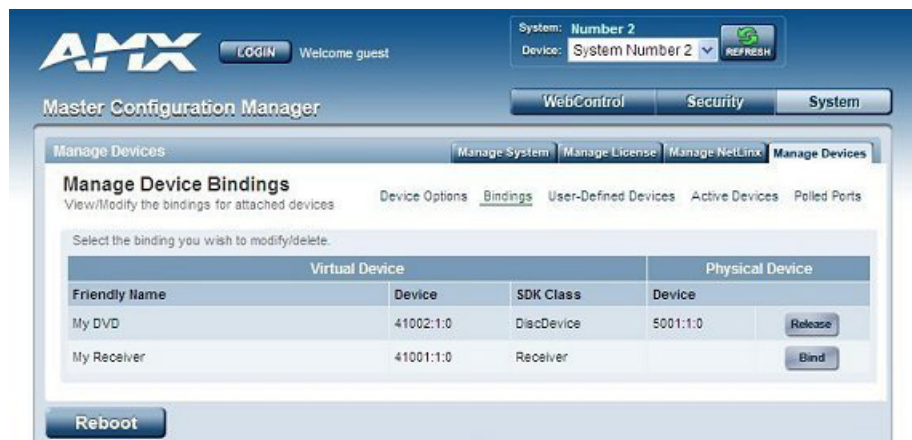 System: Number 2
AMX LOGIN Welcome guest
Device: System Number 2 REFRESH
Master Configuration Manager
WebControl Security System
Manage Devices
Manage System Manage License Manage NetLinx Manage Devices
Manage Device Bindings
View/Modify the bindings for attached devices
Device Options Bindings User-Defined Devices Active Devices Polled Ports
Select the binding you wish to modify/delete.
Virtual Device Physical Device
Friendly Name Device SDK Class Device
My DVD 41002:1:0 DiscDevice 5001:1:0 Release
My Receiver 41001:1:0 Receiver Bind
Reboot